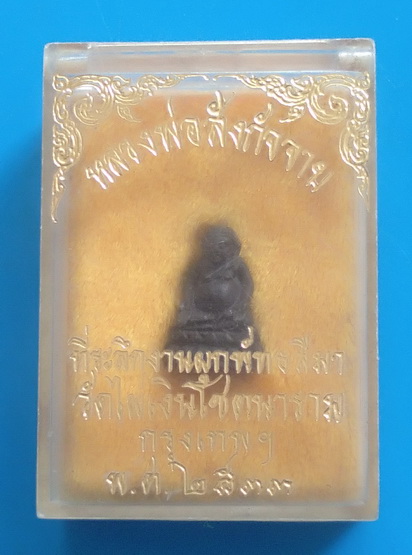 หลวงพ่อสังกัจจาน
ที่ระลึกงานผูกพัทธสีมา
วัดไผ่เงินโชตนาราม
กรุงเทพฯ
พ.ศ. ๒๕๓๓